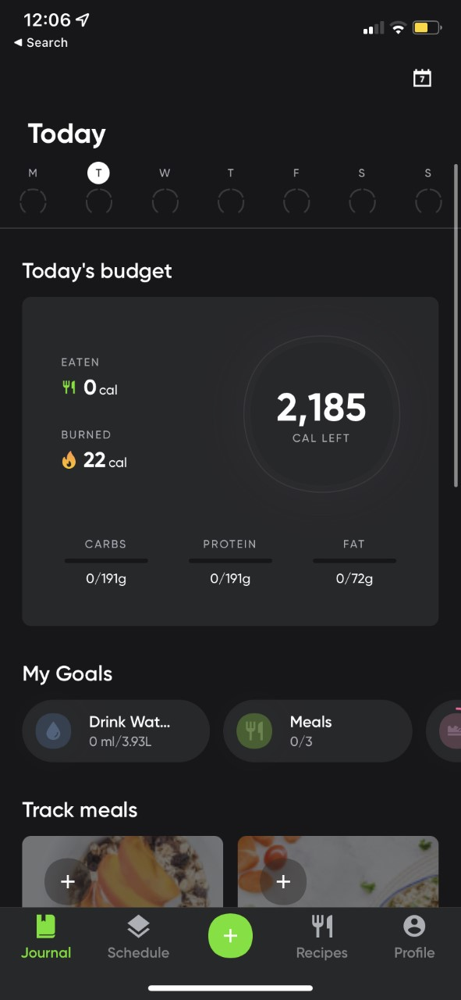 12:06
◀ Search
7
Today
M T W T F S S
Today's budget
EATEN
0 cal
BURNED
22 cal
2,185
CAL LEFT
CARBS PROTEIN FAT
0/191g 0/191g 0/72g
My Goals
Drink Wat... Meals
0 ml/3.93L 0/3
Track meals
Journal Schedule Recipes Profile